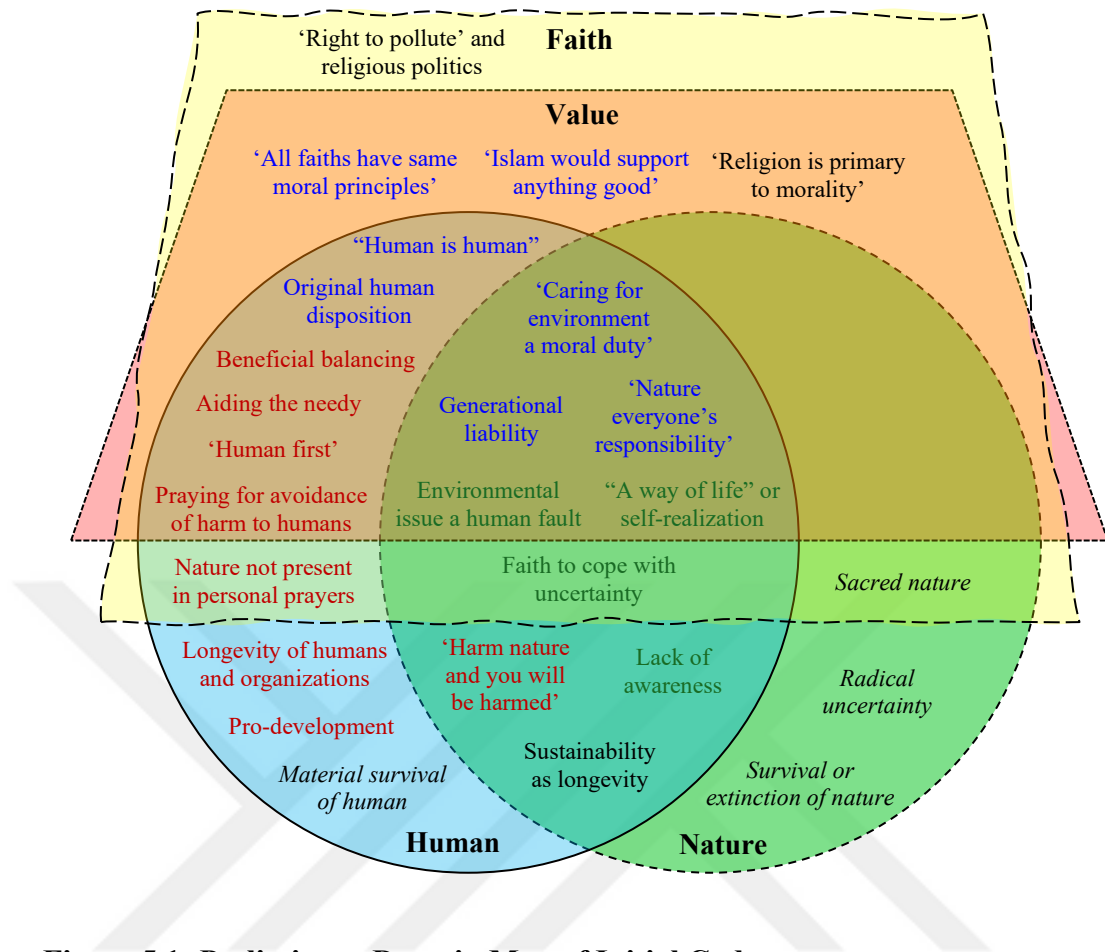 ‘Right to pollute’ and
religious politics
Faith
Value
‘All faiths have same
moral principles’
‘Islam would support
anything good’
‘Religion is primary
to morality’
“Human is human”
Original human
disposition
‘Caring for
environment
a moral duty’
Beneficial balancing
Aiding the needy
Generational
liability
‘Nature
everyone’s
responsibility’
‘Human first’
Praying for avoidance
of harm to humans
Environmental
issue a human fault
“A way of life” or
self-realization
Nature not present
in personal prayers
Faith to cope with
uncertainty
Sacred nature
Longevity of humans
and organizations
‘Harm nature
and you will
be harmed’
Lack of
awareness
Radical
uncertainty
Pro-development
Material survival
of human
Sustainability
as longevity
Survival or
extinction of nature
Human
Nature